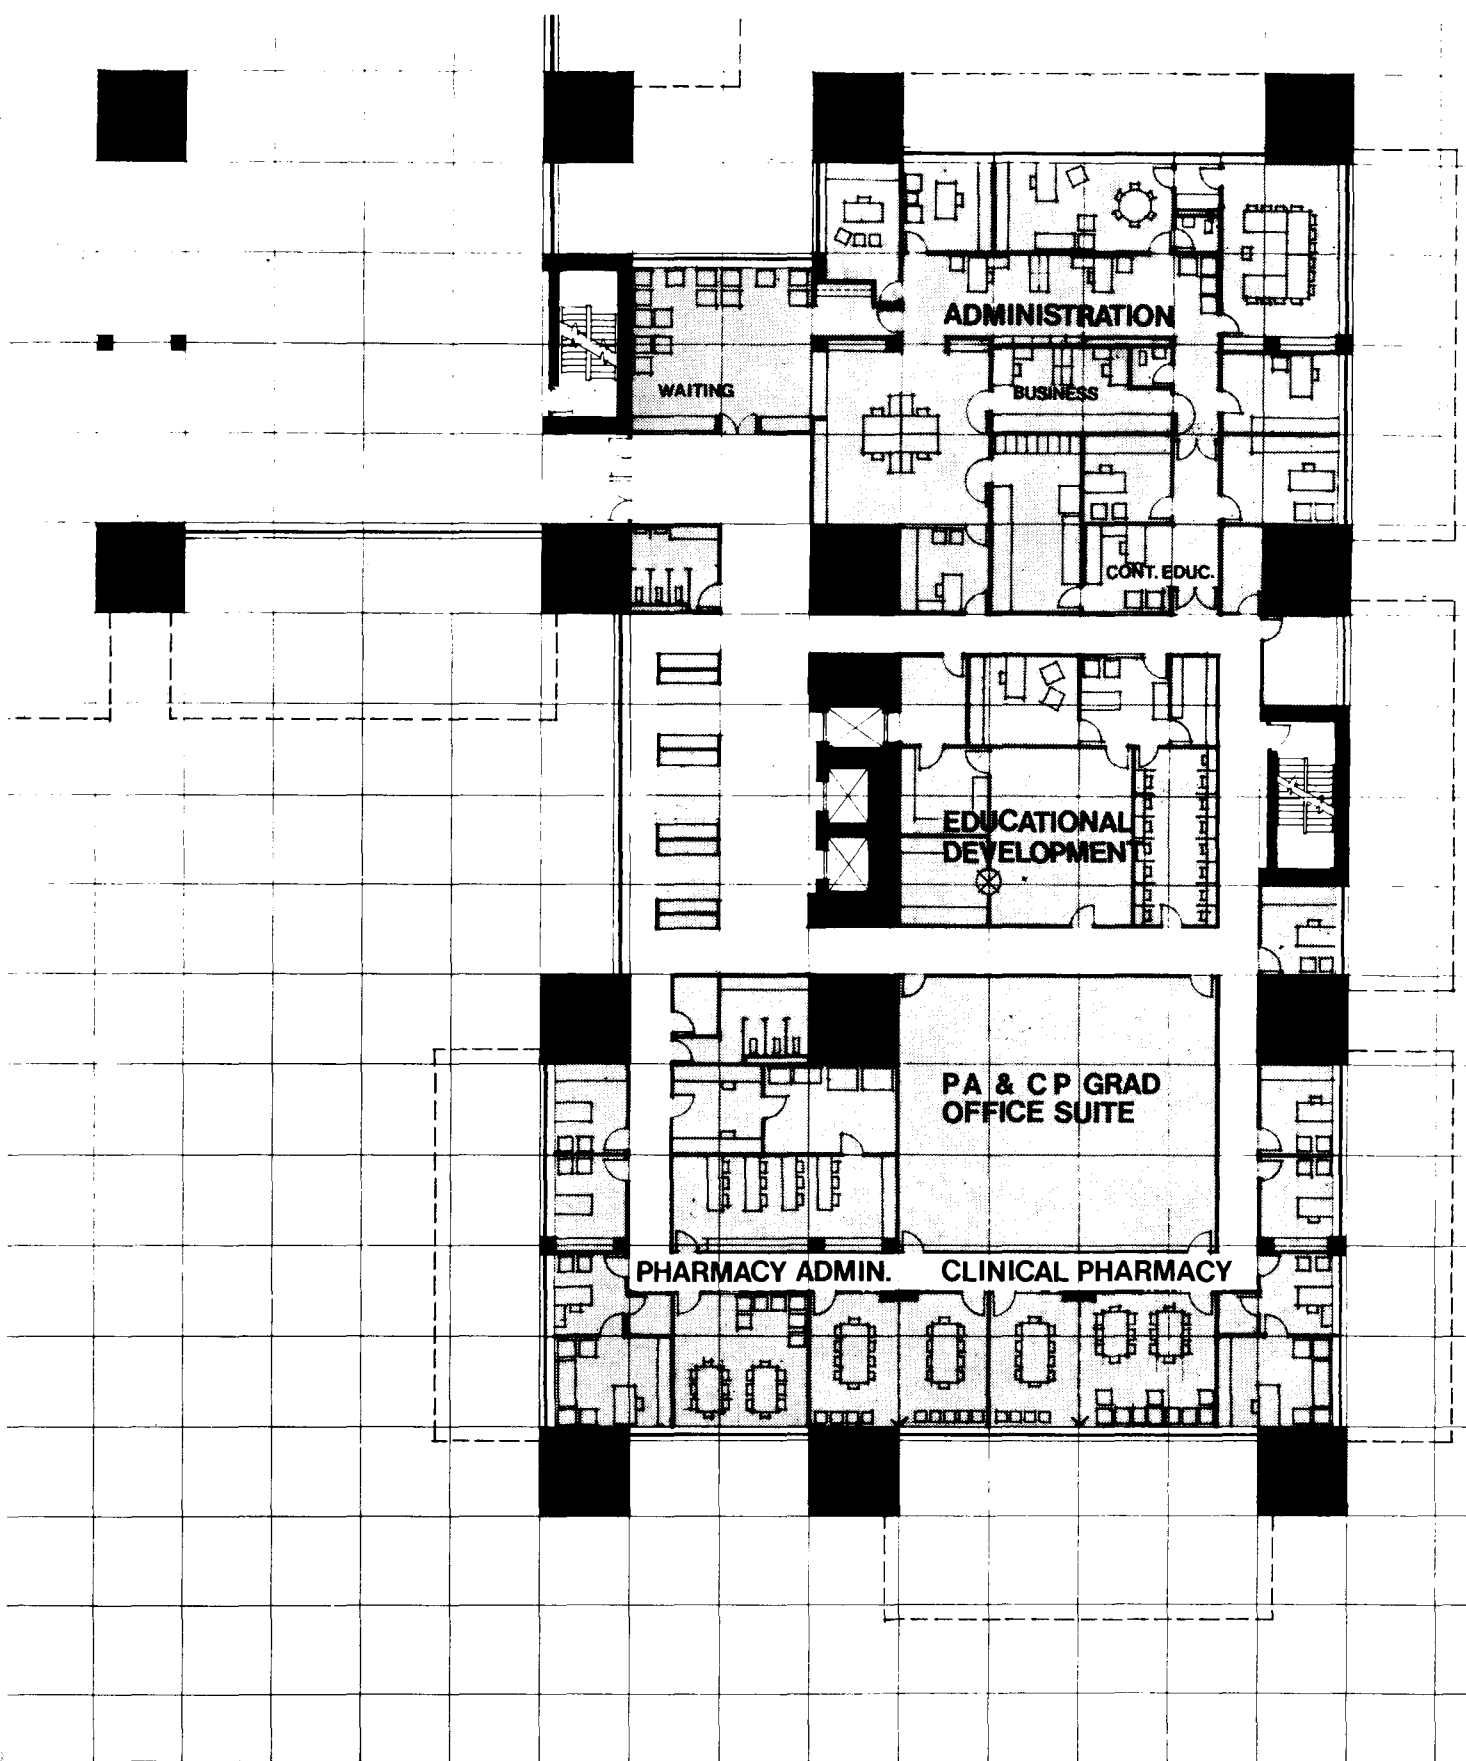 ADMINISTRATION
WAITING
BUSINESS
CONT. EDUC.
EDUCATIONAL
DEVELOPMENT
PA & CP GRAD
OFFICE SUITE
PHARMACY ADMIN.
CLINICAL PHARMACY